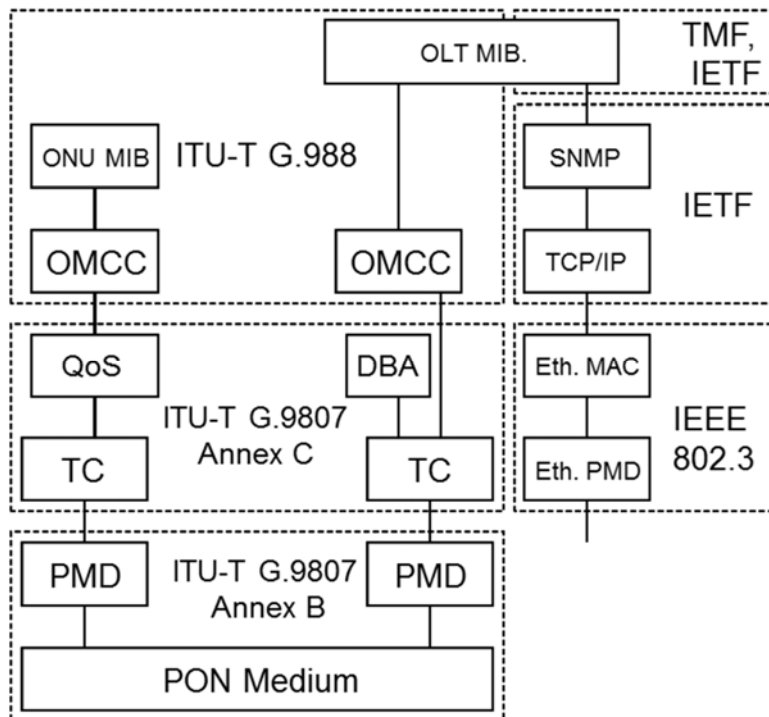 OLT MIB.
TMF,
IETF
ONU MIB
ITU-T G.988
SNMP
IETF
OMCC
OMCC
TCP/IP
QoS
DBA
Eth. MAC
ITU-T G.9807
Annex C
IEEE
802.3
TC
TC
Eth. PMD
PMD
ITU-T G.9807
Annex B
PMD
PON Medium